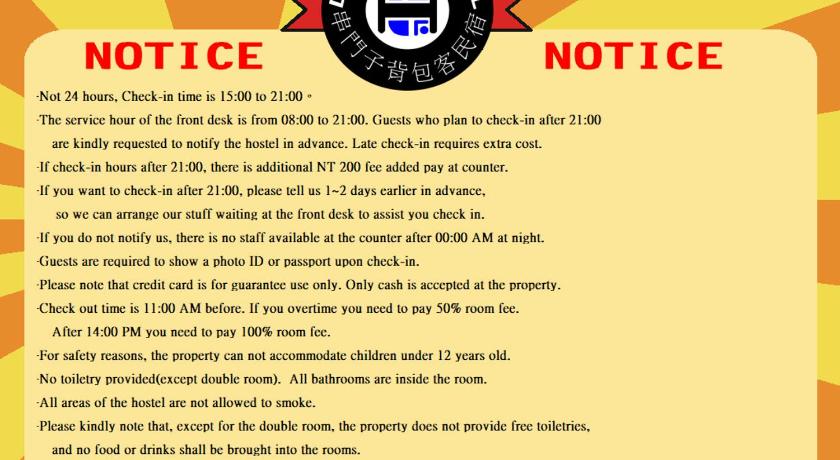 串門子背包客民宿
NOTICE NOTICE
·Not 24 hours, Check-in time is 15:00 to 21:00。
·The service hour of the front desk is from 08:00 to 21:00. Guests who plan to check-in after 21:00
are kindly requested to notify the hostel in advance. Late check-in requires extra cost.
·If check-in hours after 21:00, there is additional NT 200 fee added pay at counter.
·If you want to check-in after 21:00, please tell us 1~2 days earlier in advance,
so we can arrange our stuff waiting at the front desk to assist you check in.
·If you do not notify us, there is no staff available at the counter after 00:00 AM at night.
·Guests are required to show a photo ID or passport upon check-in.
·Please note that credit card is for guarantee use only. Only cash is accepted at the property.
·Check out time is 11:00 AM before. If you overtime you need to pay 50% room fee.
After 14:00 PM you need to pay 100% room fee.
·For safety reasons, the property can not accommodate children under 12 years old.
·No toiletry provided(except double room).  All bathrooms are inside the room.
·All areas of the hostel are not allowed to smoke.
·Please kindly note that, except for the double room, the property does not provide free toiletries,
and no food or drinks shall be brought into the rooms.